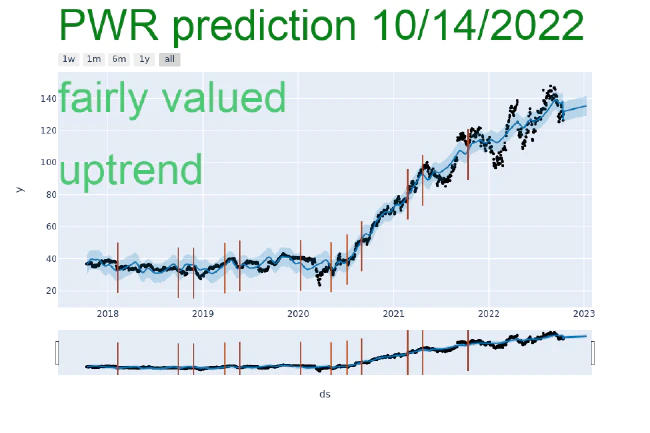 PWR prediction 10/14/2022
1w 1m 6m 1y all
fairly valued
uptrend
y
140
120
100
80
60
40
20
2018 2019 2020 2021 2022 2023
ds